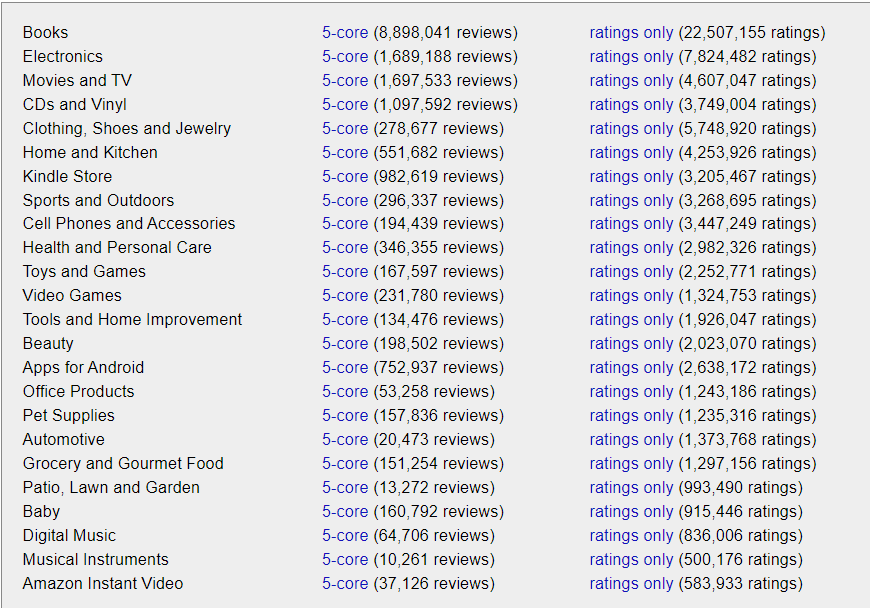 Books 5-core (8,898,041 reviews) ratings only (22,507,155 ratings)
Electronics 5-core (1,689,188 reviews) ratings only (7,824,482 ratings)
Movies and TV 5-core (1,697,533 reviews) ratings only (4,607,047 ratings)
CDs and Vinyl 5-core (1,097,592 reviews) ratings only (3,749,004 ratings)
Clothing, Shoes and Jewelry 5-core (278,677 reviews) ratings only (5,748,920 ratings)
Home and Kitchen 5-core (551,682 reviews) ratings only (4,253,926 ratings)
Kindle Store 5-core (982,619 reviews) ratings only (3,205,467 ratings)
Sports and Outdoors 5-core (296,337 reviews) ratings only (3,268,695 ratings)
Cell Phones and Accessories 5-core (194,439 reviews) ratings only (3,447,249 ratings)
Health and Personal Care 5-core (346,355 reviews) ratings only (2,982,326 ratings)
Toys and Games 5-core (167,597 reviews) ratings only (2,252,771 ratings)
Video Games 5-core (231,780 reviews) ratings only (1,324,753 ratings)
Tools and Home Improvement 5-core (134,476 reviews) ratings only (1,926,047 ratings)
Beauty 5-core (198,502 reviews) ratings only (2,023,070 ratings)
Apps for Android 5-core (752,937 reviews) ratings only (2,638,172 ratings)
Office Products 5-core (53,258 reviews) ratings only (1,243,186 ratings)
Pet Supplies 5-core (157,836 reviews) ratings only (1,235,316 ratings)
Automotive 5-core (20,473 reviews) ratings only (1,373,768 ratings)
Grocery and Gourmet Food 5-core (151,254 reviews) ratings only (1,297,156 ratings)
Patio, Lawn and Garden 5-core (13,272 reviews) ratings only (993,490 ratings)
Baby 5-core (160,792 reviews) ratings only (915,446 ratings)
Digital Music 5-core (64,706 reviews) ratings only (836,006 ratings)
Musical Instruments 5-core (10,261 reviews) ratings only (500,176 ratings)
Amazon Instant Video 5-core (37,126 reviews) ratings only (583,933 ratings)